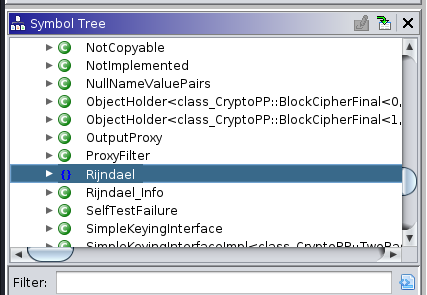 Symbol Tree
NotCopyable
NotImplemented
NullNameValuePairs
ObjectHolder<class_CryptoPP::BlockCipherFinal<0,
ObjectHolder<class_CryptoPP::BlockCipherFinal<1,
OutputProxy
ProxyFilter
{} Rijndael
Rijndael_Info
SelfTestFailure
SimpleKeyingInterface
SimpleKeyingInterfaceImpl<class_CryptoPP::TwoBa
Filter: